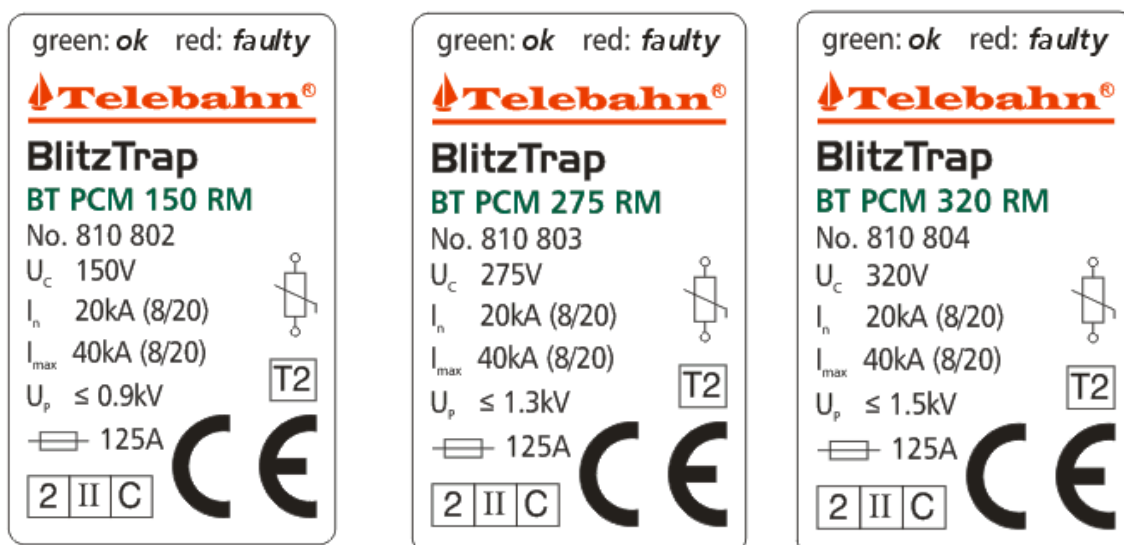 green: ok red: faulty
Telebahn®
BlitzTrap
BT PCM 150 RM
No. 810 802
Uc 150V
In 20kA (8/20)
Imax 40kA (8/20)
T2
UP ≤ 0.9kV
125A
CE
2 II C
green: ok red: faulty
Telebahn®
BlitzTrap
BT PCM 275 RM
No. 810 803
Uc 275V
In 20kA (8/20)
Imax 40kA (8/20)
T2
UP ≤ 1.3kV
125A
CE
2 II C
green: ok red: faulty
Telebahn®
BlitzTrap
BT PCM 320 RM
No. 810 804
Uc 320V
In 20kA (8/20)
Imax 40kA (8/20)
T2
UP ≤ 1.5kV
125A
CE
2 II C